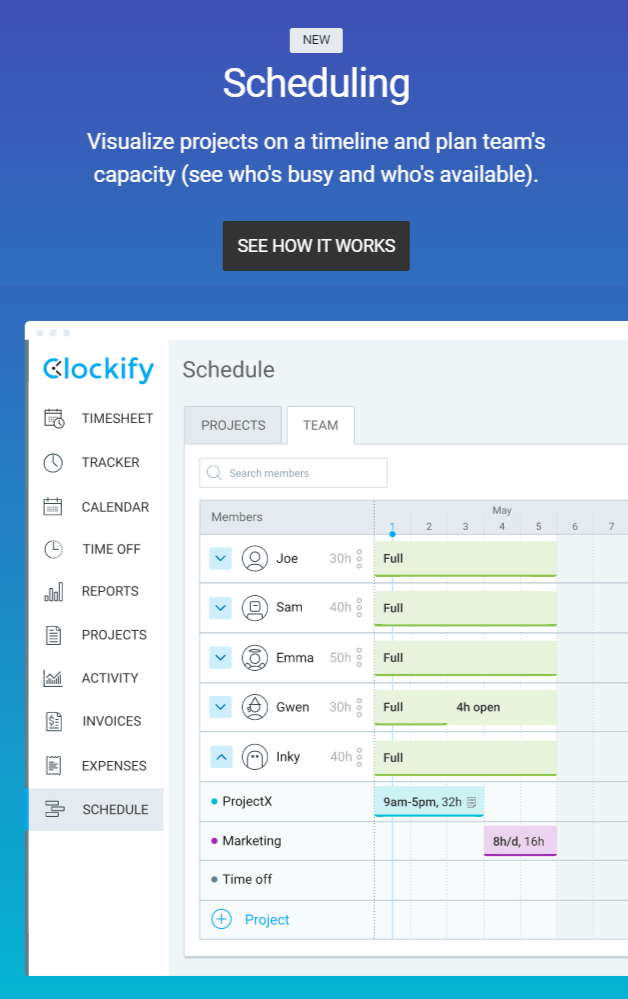 NEW
Scheduling
Visualize projects on a timeline and plan team's
capacity (see who's busy and who's available).
SEE HOW IT WORKS
Clockify
Schedule
TIMESHEET
TRACKER
CALENDAR
TIME OFF
REPORTS
PROJECTS
ACTIVITY
INVOICES
EXPENSES
SCHEDULE
PROJECTS TEAM
Search members
Members May
1 2 3 4 5 6 7
Joe 30h Full
Sam 40h Full
Emma 50h Full
Gwen 30h Full 4h open
Inky 40h Full
ProjectX 9am-5pm, 32h
Marketing 8h/d, 16h
Time off
Project